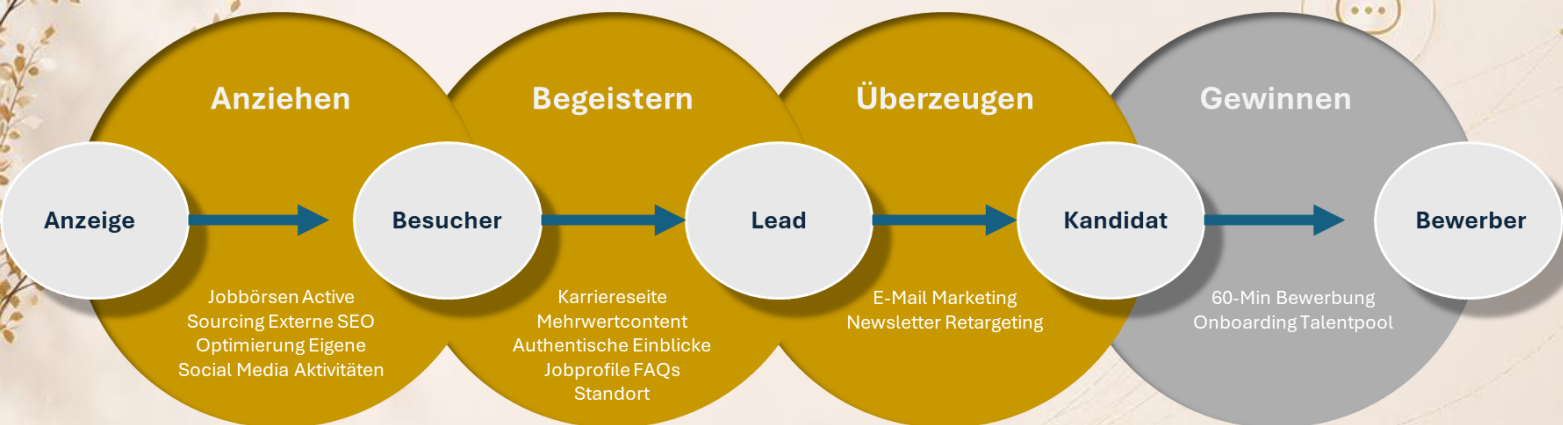 Anziehen
Begeistern
Überzeugen
Gewinnen
Anzeige
Besucher
Lead
Kandidat
Bewerber
Jobbörsen Active
Sourcing Externe SEO
Optimierung Eigene
Social Media Aktivitäten
Karriereseite
Mehrwertcontent
Authentische Einblicke
Jobprofile FAQs
Standort
E-Mail Marketing
Newsletter Retargeting
60-Min Bewerbung
Onboarding Talentpool